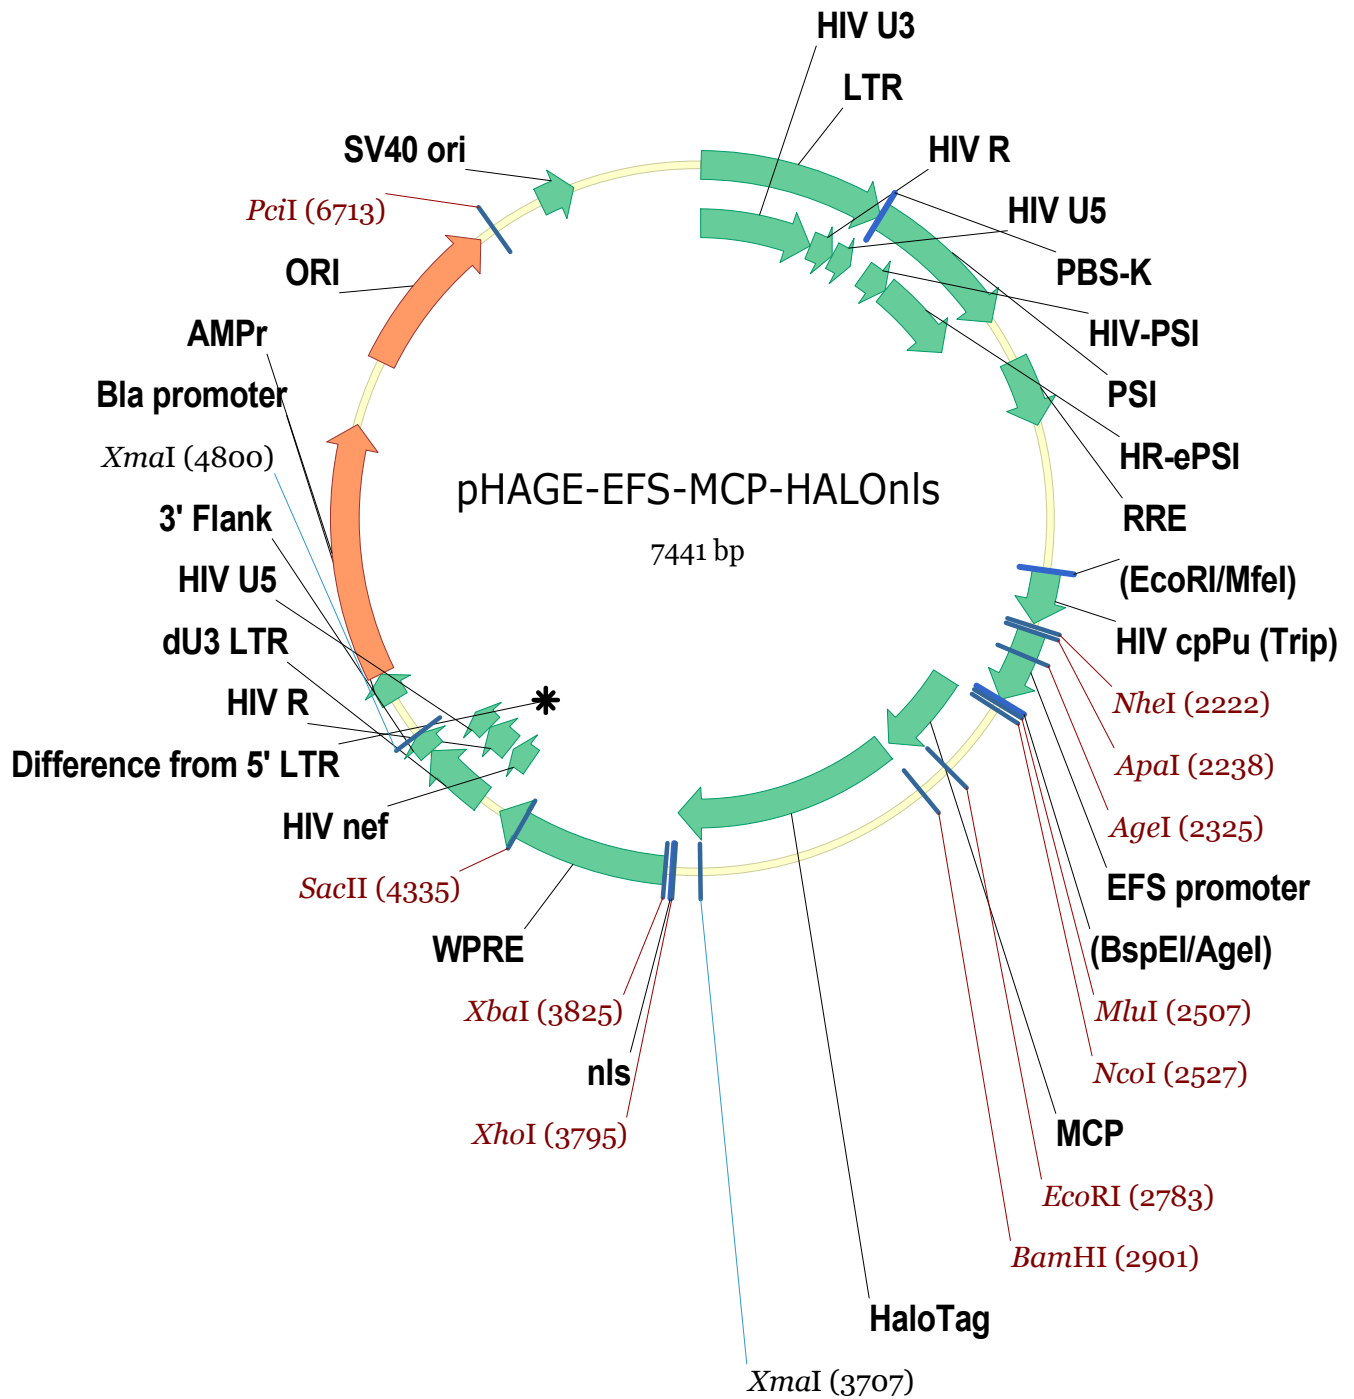 HIV U3
LTR
HIV R
HIV U5
PBS-K
HIV-PSI
PSI
HR-ePSI
RRE
(EcoRI/MfeI)
HIV cpPu (Trip)
NheI (2222)
ApaI (2238)
AgeI (2325)
EFS promoter
(BspEI/AgeI)
MluI (2507)
NcoI (2527)
MCP
EcoRI (2783)
BamHI (2901)
HaloTag
XmaI (3707)
XhoI (3795)
nls
XbaI (3825)
WPRE
SacII (4335)
HIV nef
Difference from 5' LTR
HIV R
dU3 LTR
HIV U5
3' Flank
XmaI (4800)
Bla promoter
AMPr
ORI
PciI (6713)
SV40 ori
pHAGE-EFS-MCP-HALOnls
7441 bp